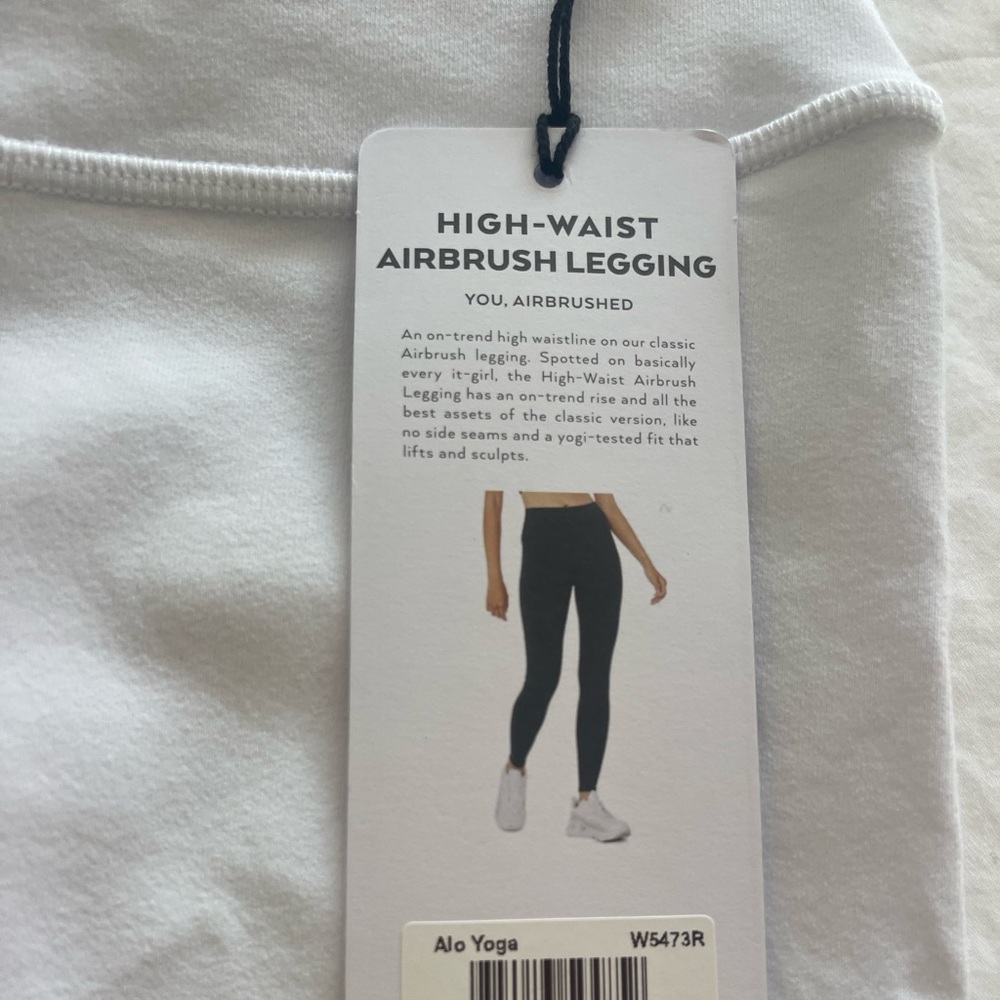 HIGH-WAIST
AIRBRUSH LEGGING
YOU, AIRBRUSHED
An on-trend high waistline on our classic
Airbrush legging. Spotted on basically
every it-girl, the High-Waist Airbrush
Legging has an on-trend rise and all the
best assets of the classic version, like
no side seams and a yogi-tested fit that
lifts and sculpts.
Alo Yoga W5473R